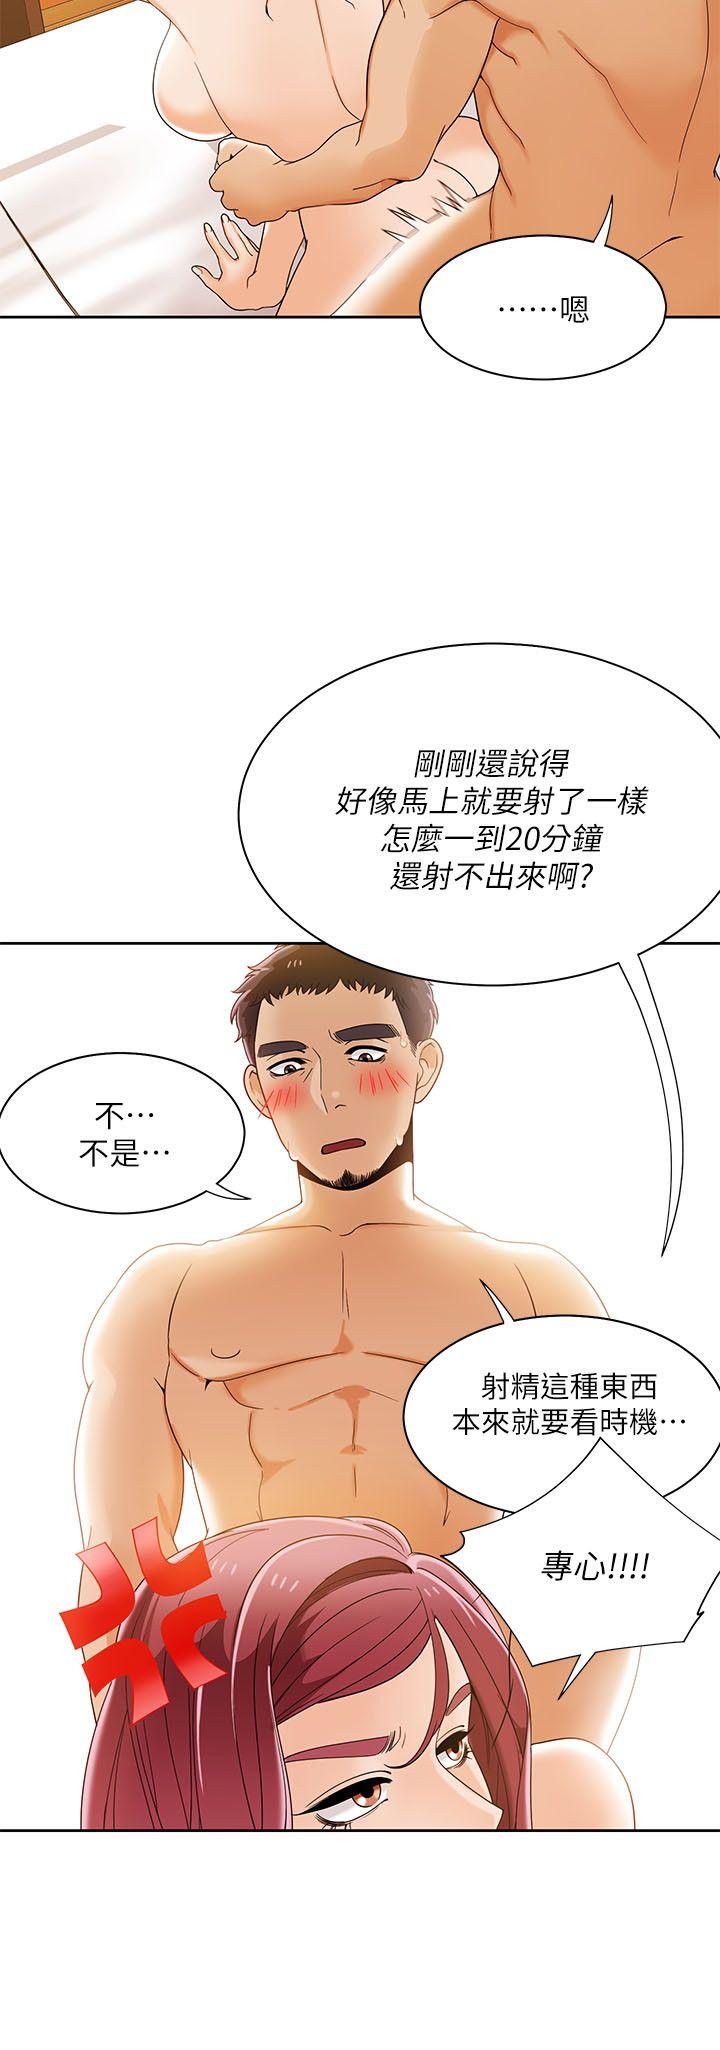 ……嗯
剛剛還說得
好像馬上就要射了一樣
怎麼一到20分鐘
還射不出來啊?
不…
不是…
射精這種東西
本來就要看時機…
專心!!!!